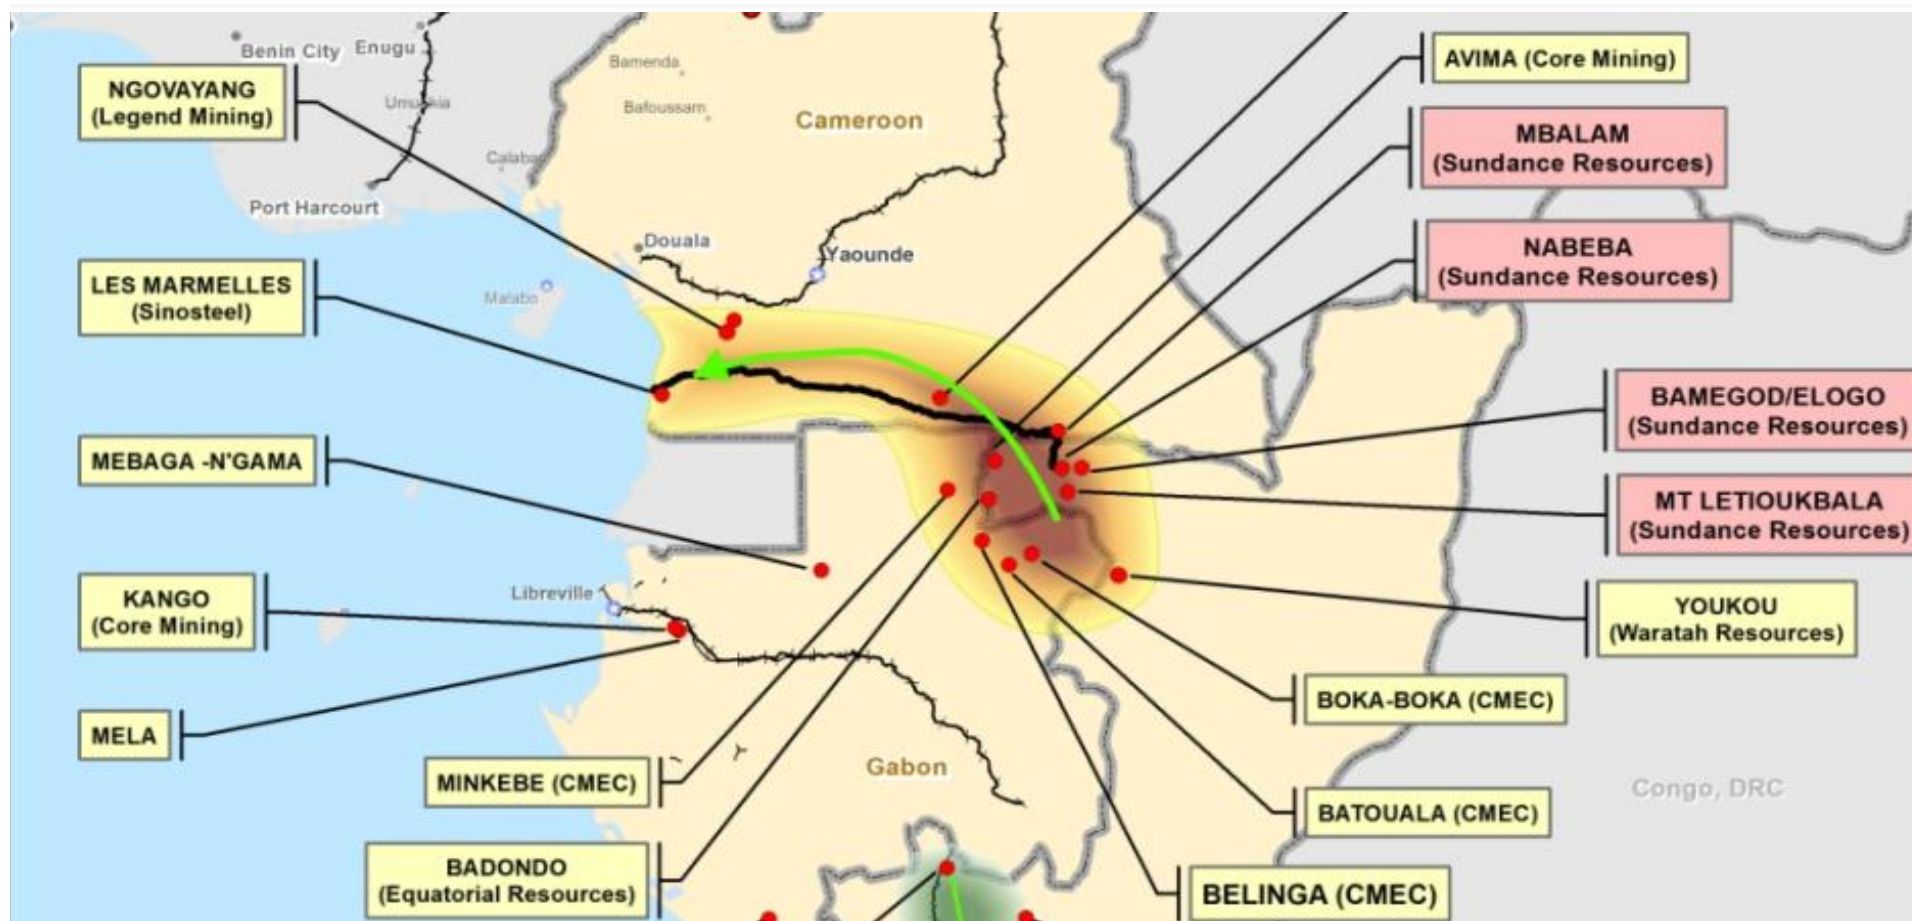 Benin City
Enugu
Bamenda
AVIMA (Core Mining)
NGOVAYANG
(Legend Mining)
Umuahia
Bafoussam
Cameroon
MBALAM
(Sundance Resources)
Calabar
Port Harcourt
Douala
Yaounde
NABEBA
(Sundance Resources)
LES MARMELLES
(Sinosteel)
Malabo
BAMEGOD/ELOGO
(Sundance Resources)
MEBAGA -N'GAMA
MT LETIOUKBALA
(Sundance Resources)
KANGO
(Core Mining)
Libreville
YOUKOU
(Waratah Resources)
BOKA-BOKA (CMEC)
MELA
MINKEBE (CMEC)
Gabon
Congo, DRC
BATOUALA (CMEC)
BADONDO
(Equatorial Resources)
BELINGA (CMEC)